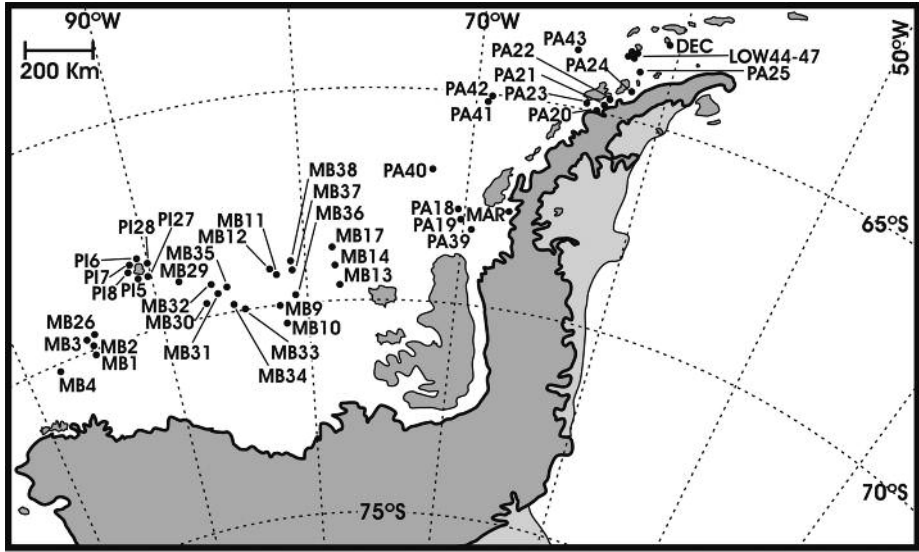 90°W
70°W
50°W
200 Km
PA43
DEC
PA22
LOW44-47
PA21
PA24
PA25
PA42
PA23
PA41
PA20
MB38
MB37
PA40
MB36
MB11
PI27
PI28
MB12
PA18
MAR
65°S
PA19
MB17
MB35
PA39
PI6
MB14
MB29
PI7
MB13
PI8
PI5
MB32
MB9
MB30
MB26
MB10
MB3
MB2
MB31
MB33
MB1
MB34
MB4
70°S
75°S